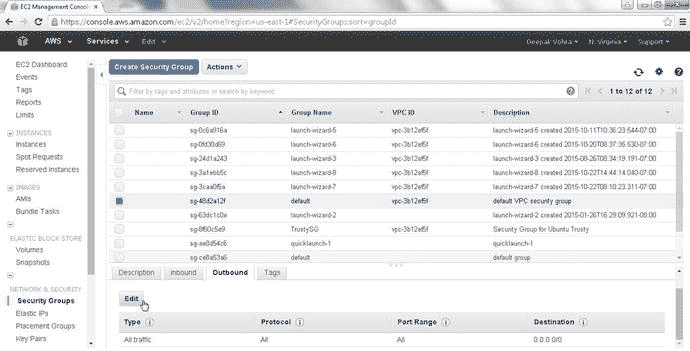 EC2 Management Consol
https://console.aws.amazon.com/ec2/v2/home?region=us-east-1#SecurityGroups:sort=groupId
AWS Services Edit Deepak Vohra N. Virginia Support
EC2 Dashboard
Events
Tags
Reports
Limits
INSTANCES
Instances
Spot Requests
Reserved Instances
IMAGES
AMIs
Bundle Tasks
ELASTIC BLOCK STORE
Volumes
Snapshots
NETWORK & SECURITY
Security Groups
Elastic IPs
Placement Groups
Key Pairs
Create Security Group Actions
Filter by tags and attributes or search by keyword 1 to 12 of 12
Name Group ID Group Name VPC ID Description
sg-0c6a916a launch-wizard-5 vpc-3b12ef5f launch-wizard-5 created 2015-10-11T10:36:23.544-07:00
sg-0fd30d69 launch-wizard-6 vpc-3b12ef5f launch-wizard-6 created 2015-10-20T08:37:35.530-07:00
sg-24d1a243 launch-wizard-3 vpc-3b12ef5f launch-wizard-3 created 2015-08-26T08:34:19.191-07:00
sg-3a1ebb5c launch-wizard-8 vpc-3b12ef5f launch-wizard-8 created 2015-10-22T14:44:14.040-07:00
sg-3caa0f5a launch-wizard-7 vpc-3b12ef5f launch-wizard-7 created 2015-10-22T08:10:23.311-07:00
sg-48d2a12f default vpc-3b12ef5f default VPC security group
sg-63dc1c0e launch-wizard-2 launch-wizard-2 created 2015-01-26T16:29:09.921-08:00
sg-8f60c5e9 TrustySG vpc-3b12ef5f Security Group for Ubuntu Trusty
sg-ae8d54c6 quicklaunch-1 quicklaunch-1
sg-ce8a53a6 default default group
Description Inbound Outbound Tags
Edit
Type Protocol Port Range Destination
All traffic All All 0.0.0.0/0